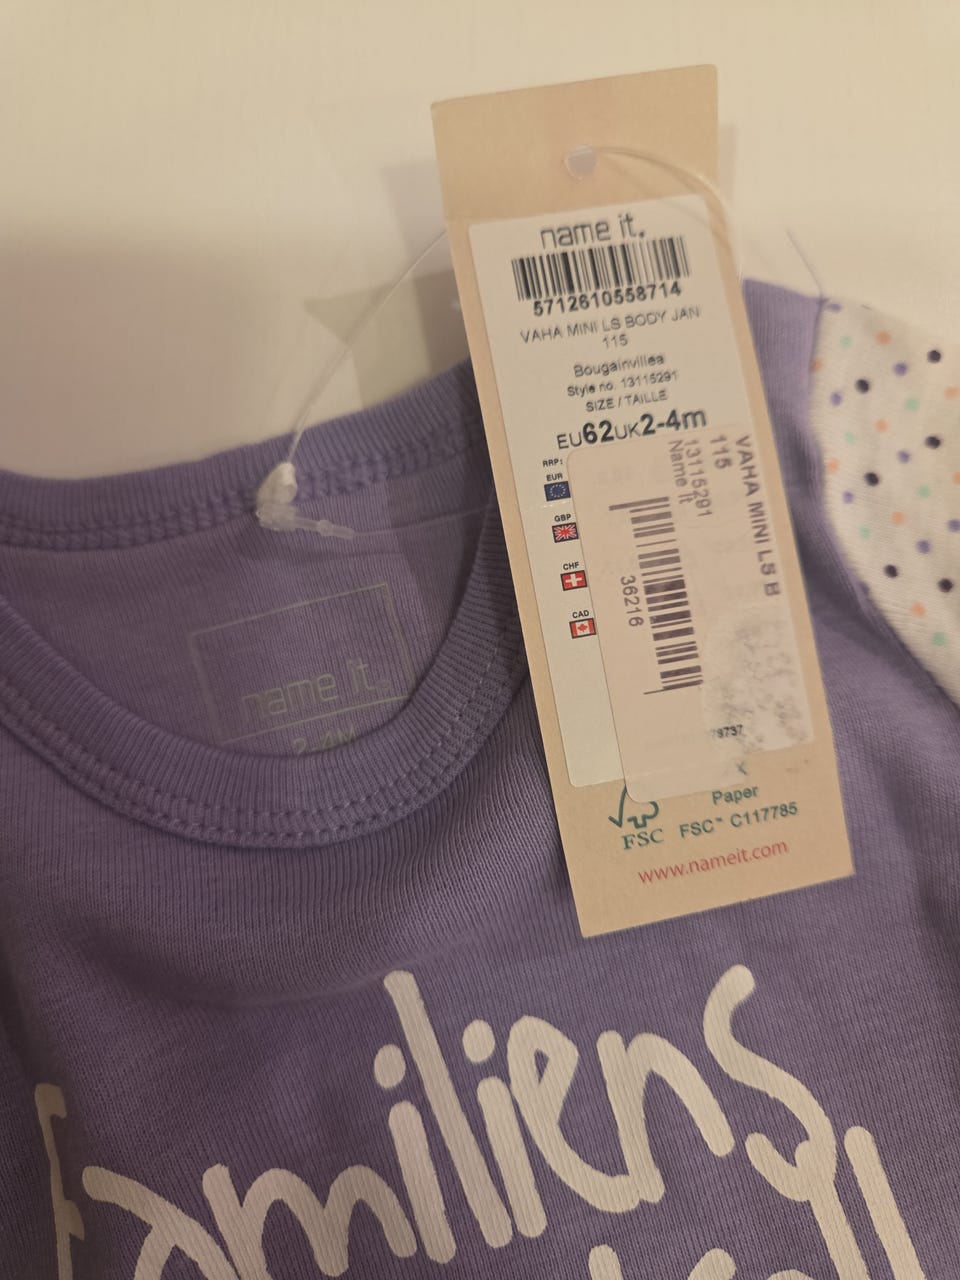 name it.
5712610558714
VAHA MINI LS BODY JAN
115
Bougainvillea
Style no. 13115291
SIZE / TAILLE
EU62UK2-4m
RRP:
EUR
GBP
CHF
CAD
VAHA MINI LS B
115
13115291
Name it
36216
79737
Paper
FSC
FSC™ C117785
www.nameit.com
name it.
2-4M
familiens